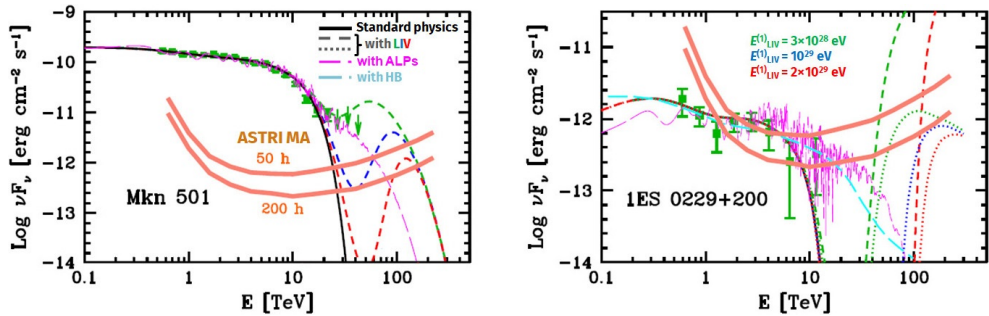 Log νFν [erg cm⁻² s⁻¹]
-9
-10
-11
-12
-13
-14
Standard physics
with LIV
with ALPs
with HB
ASTRI MA
50 h
200 h
Mkn 501
0.1
1
10
100
E [TeV]
Log νFν [erg cm⁻² s⁻¹]
-11
-12
-13
-14
E⁽¹⁾LIV = 3×10²⁸ eV
E⁽¹⁾LIV = 10²⁹ eV
E⁽¹⁾LIV = 2×10²⁹ eV
1ES 0229+200
0.1
1
10
100
E [TeV]